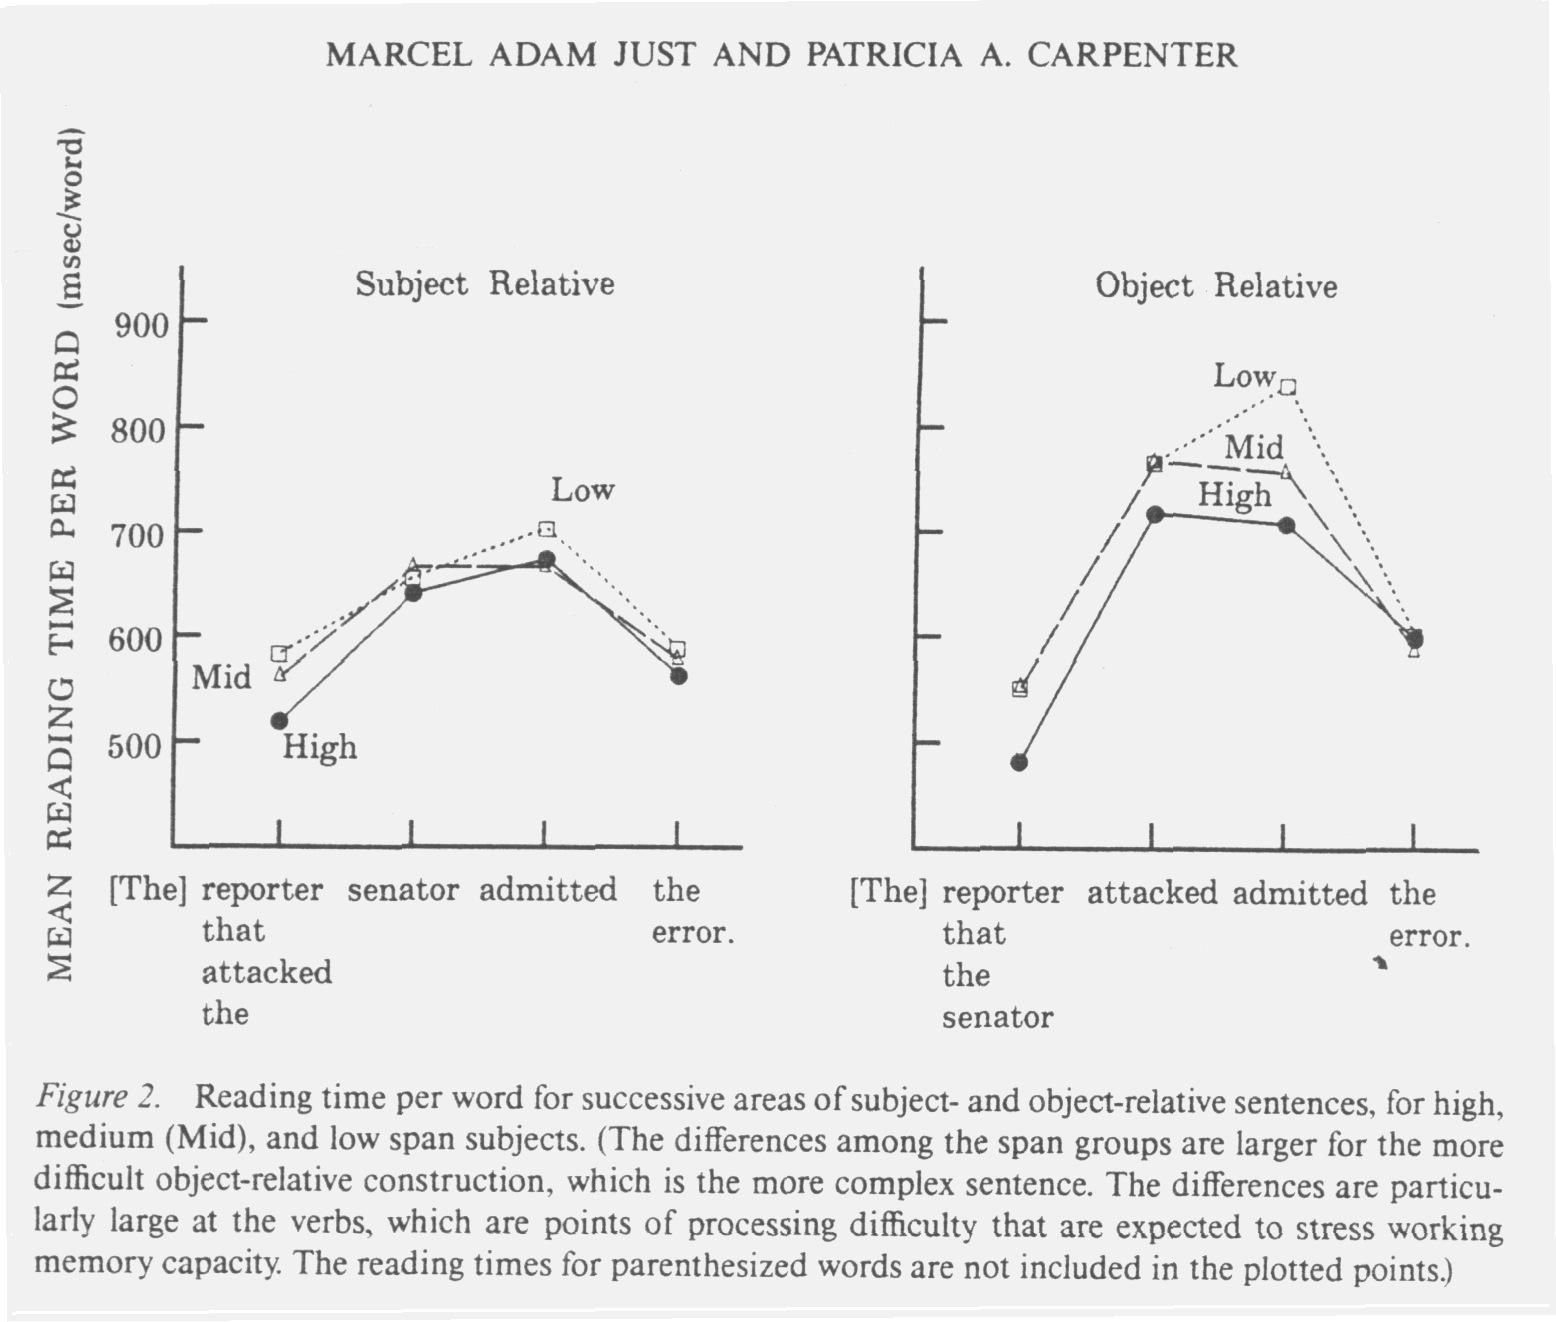 MARCEL ADAM JUST AND PATRICIA A. CARPENTER
MEAN READING TIME PER WORD (msec/word)
Subject Relative
900
800
700
600
500
Low
Mid
High
[The] reporter senator admitted the
that error.
attacked
the
Object Relative
Low
Mid
High
[The] reporter attacked admitted the
that error.
the
senator
Figure 2. Reading time per word for successive areas of subject- and object-relative sentences, for high,
medium (Mid), and low span subjects. (The differences among the span groups are larger for the more
difficult object-relative construction, which is the more complex sentence. The differences are particu-
larly large at the verbs, which are points of processing difficulty that are expected to stress working
memory capacity. The reading times for parenthesized words are not included in the plotted points.)